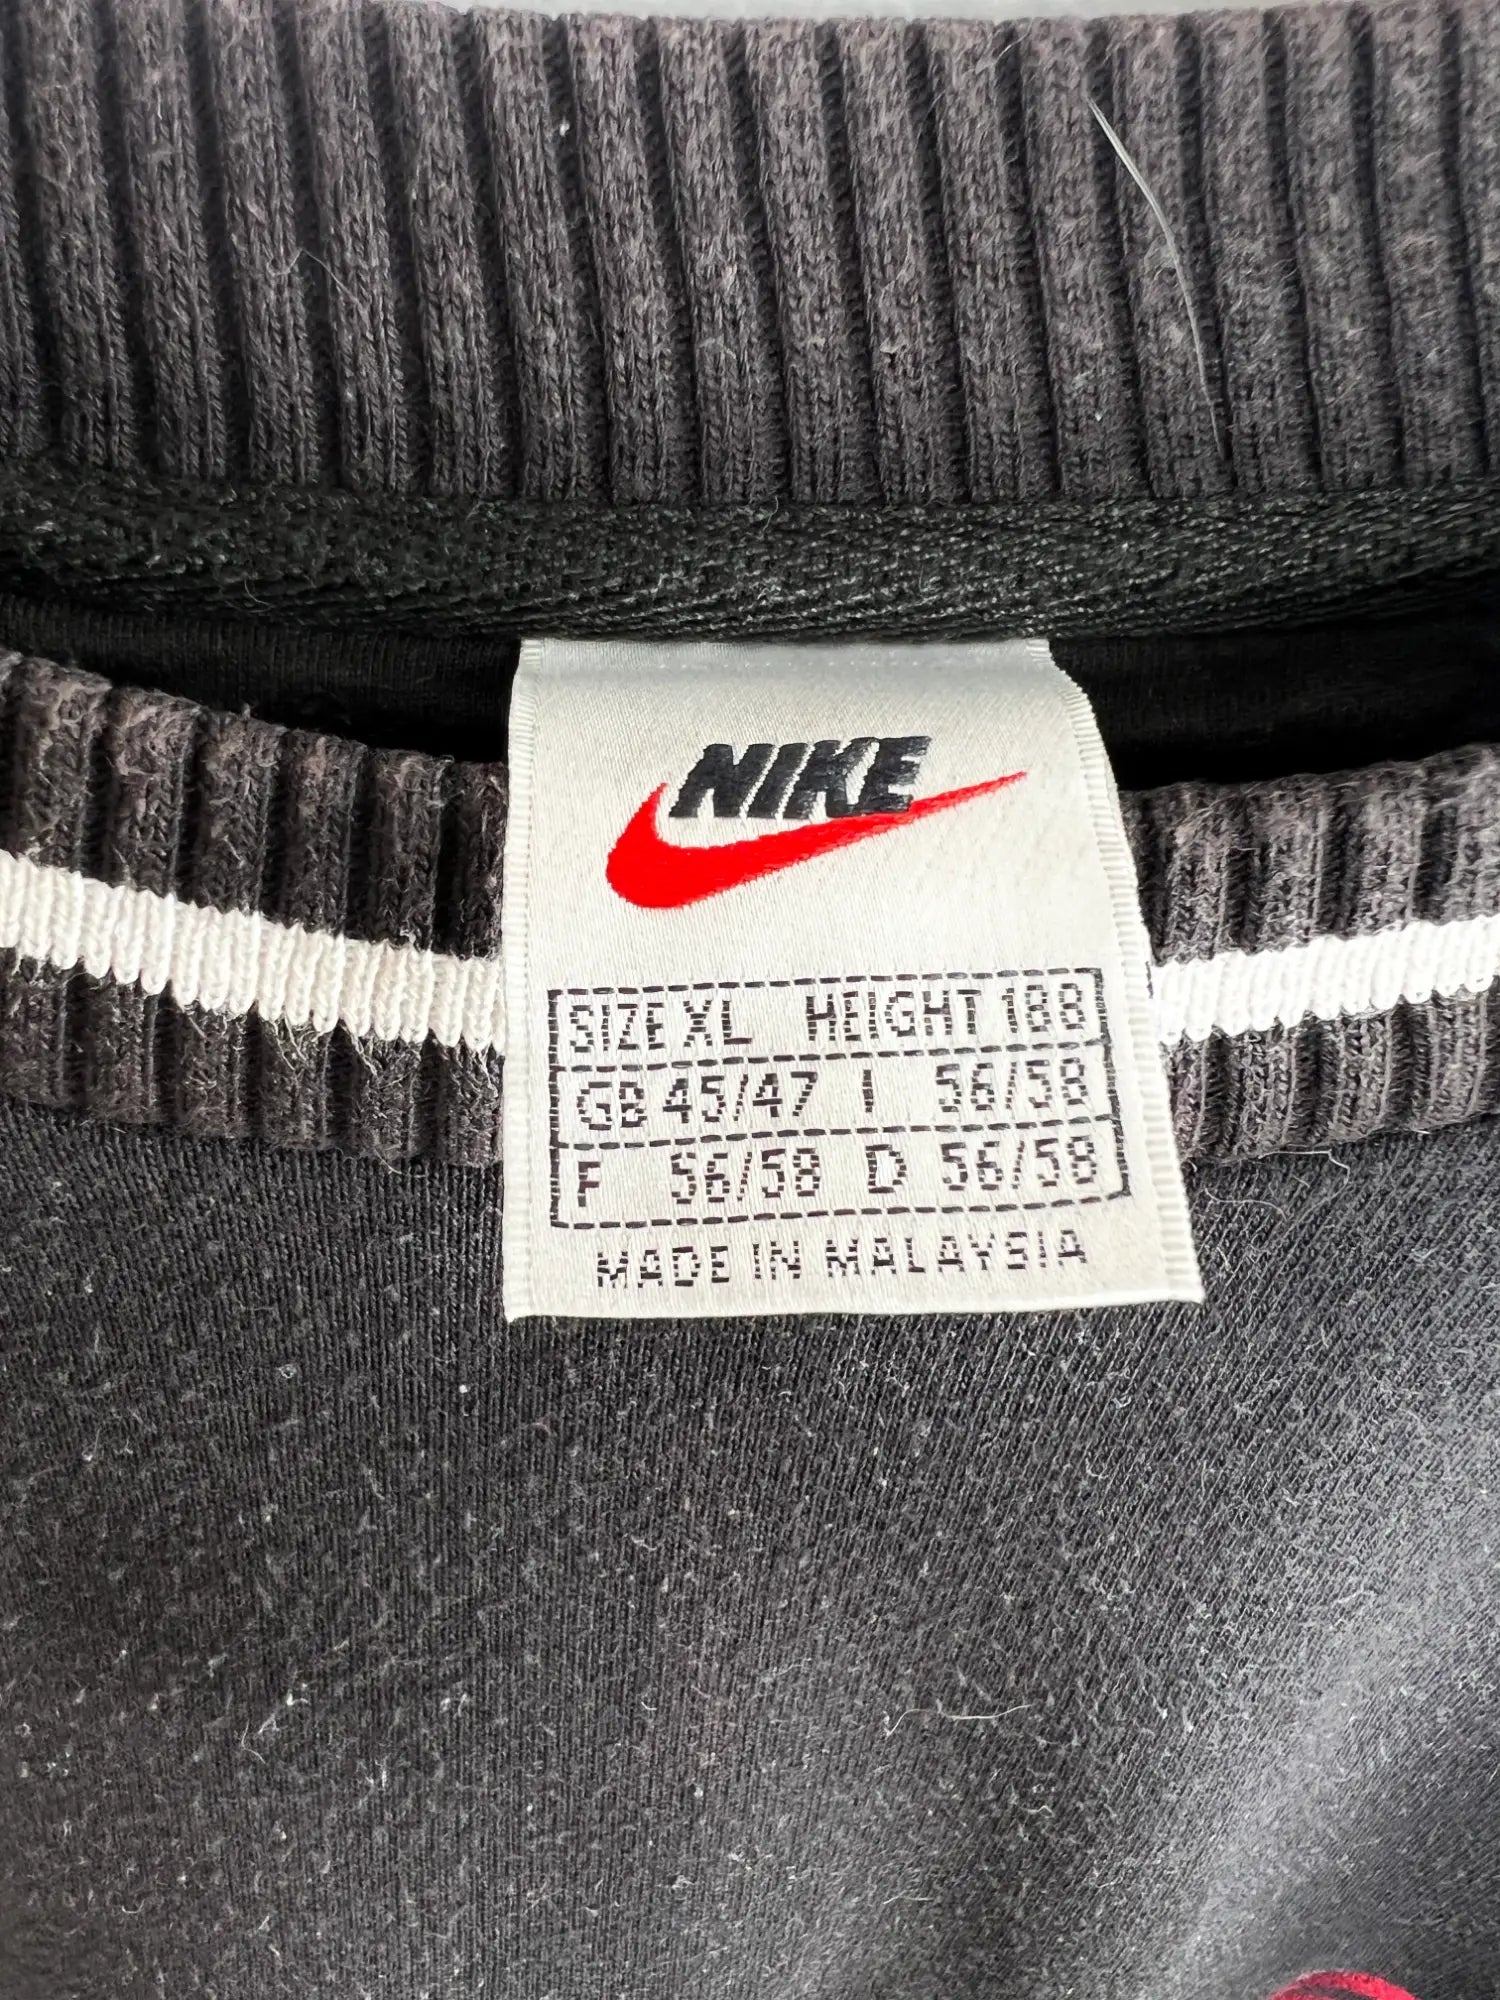 NIKE
SIZE XL HEIGHT 188
GB 45/47 I 56/58
F 56/58 D 56/58
MADE IN MALAYSIA